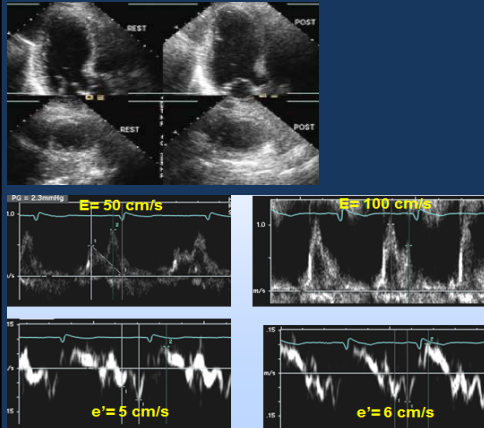 REST
POST
REST
POST
PG = 2.3mmHg
E= 50 cm/s
E= 100 cm/s
1.0
1.0
m/s
.15
.15
/s
m/s
.15
.15
e'= 5 cm/s
e'= 6 cm/s